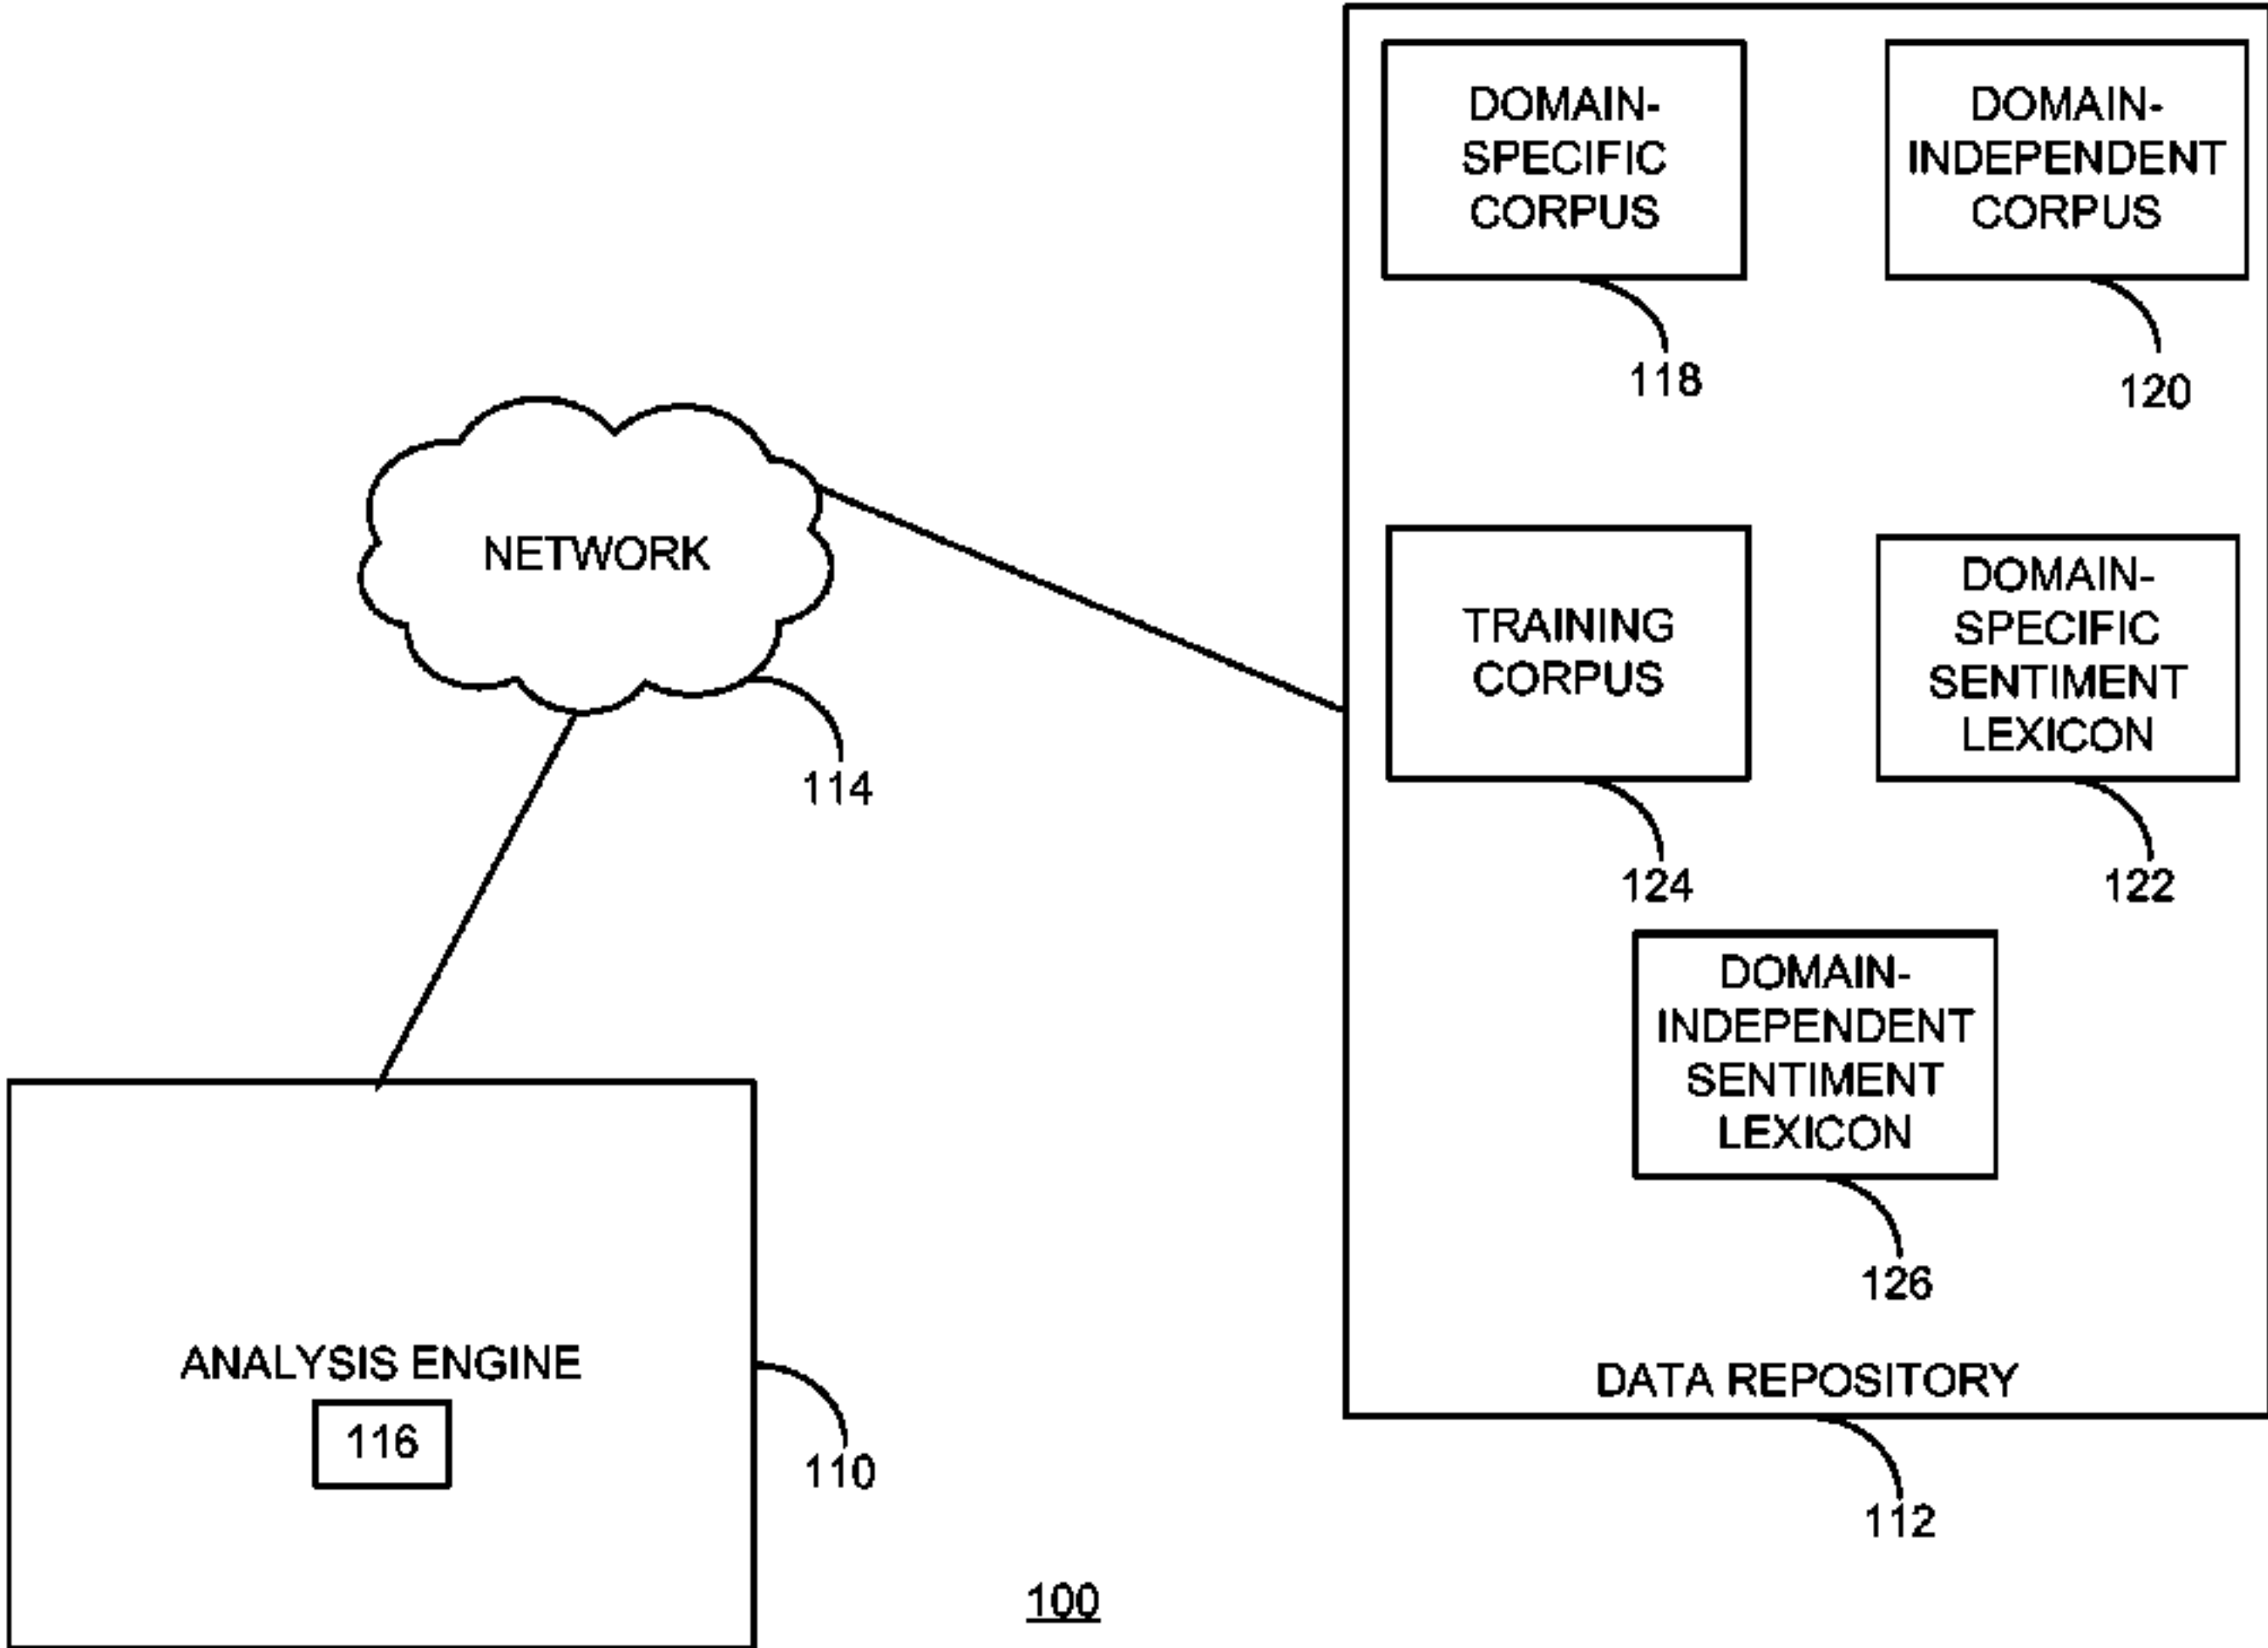 DOMAIN-
SPECIFIC
CORPUS
118
DOMAIN-
INDEPENDENT
CORPUS
120
NETWORK
114
TRAINING
CORPUS
124
DOMAIN-
SPECIFIC
SENTIMENT
LEXICON
122
DOMAIN-
INDEPENDENT
SENTIMENT
LEXICON
126
DATA REPOSITORY
112
ANALYSIS ENGINE
116
110
100